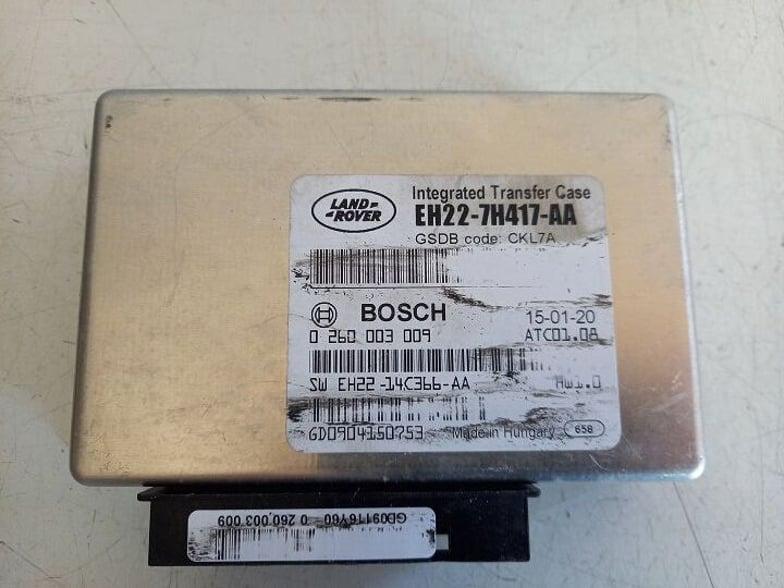 LAND-
-ROVER
Integrated Transfer Case
EH22-7H417-AA
GSDB code: CKL7A
BOSCH
15-01-20
0 260 003 009
ATC01.08
SW EH22-14C366-AA
HW1.0
GD0904150753
Made in Hungary
658
GD09116Y60 0 260.003 009